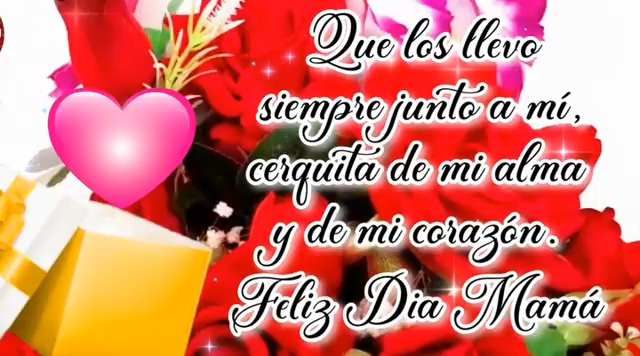 Que los llevo
siempre junto a mí,
cerquita de mi alma
y de mi corazón.
Feliz Dia Mamá